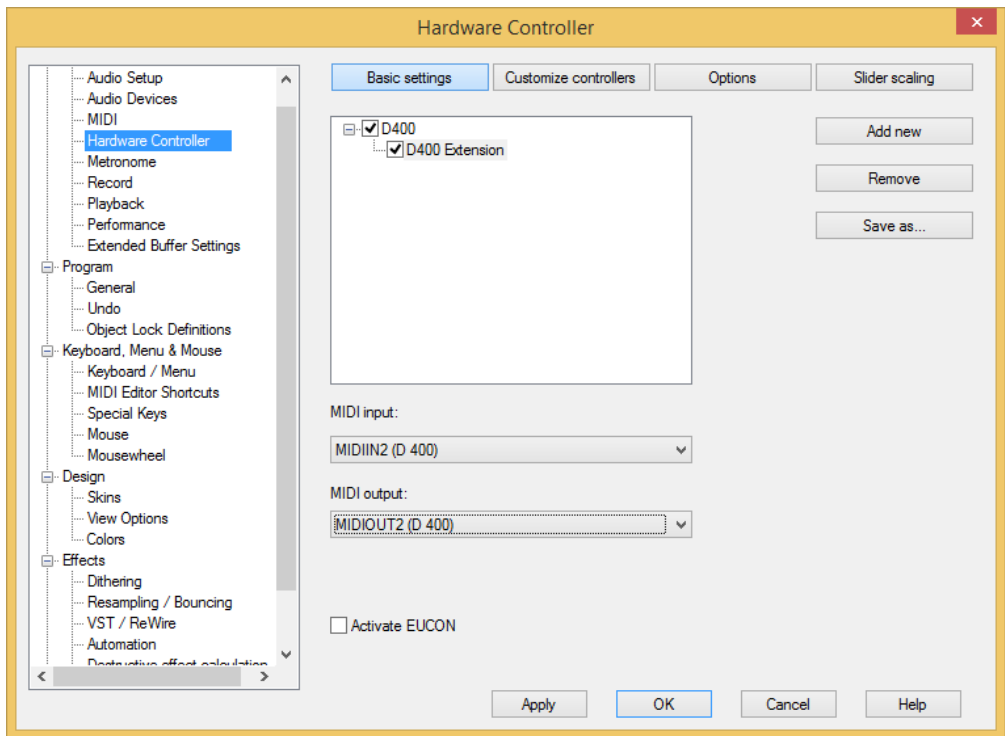 Hardware Controller
Audio Setup
Audio Devices
MIDI
Hardware Controller
Metronome
Record
Playback
Performance
Extended Buffer Settings
Program
General
Undo
Object Lock Definitions
Keyboard, Menu & Mouse
Keyboard / Menu
MIDI Editor Shortcuts
Special Keys
Mouse
Mousewheel
Design
Skins
View Options
Colors
Effects
Dithering
Resampling / Bouncing
VST / ReWire
Automation
Destructive effect calculation
Basic settings
Customize controllers
Options
Slider scaling
D400
D400 Extension
Add new
Remove
Save as...
MIDI input:
MIDIIN2 (D 400)
MIDI output:
MIDIOUT2 (D 400)
Activate EUCON
Apply
OK
Cancel
Help